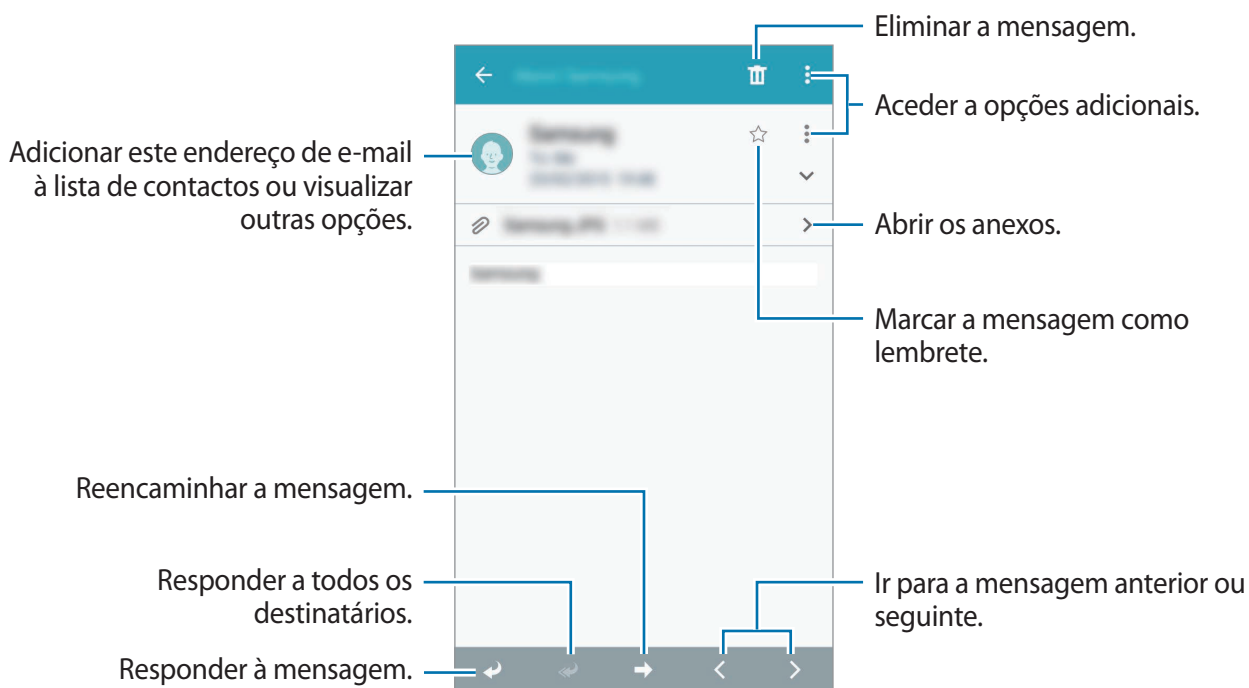 Eliminar a mensagem.
Aceder a opções adicionais.
Adicionar este endereço de e-mail
à lista de contactos ou visualizar
outras opções.
Abrir os anexos.
Marcar a mensagem como
lembrete.
Reencaminhar a mensagem.
Responder a todos os
destinatários.
Ir para a mensagem anterior ou
seguinte.
Responder à mensagem.